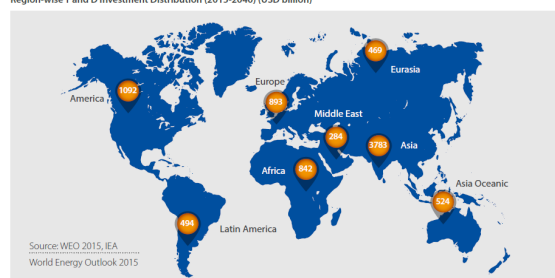 Region-wise T and D Investment Distribution (2015-2040) (USD billion)
469
Eurasia
Europe
1092
America
893
Middle East
284
3783
Asia
Africa
842
Asia Oceanic
524
494
Latin America
Source: WEO 2015, IEA
World Energy Outlook 2015